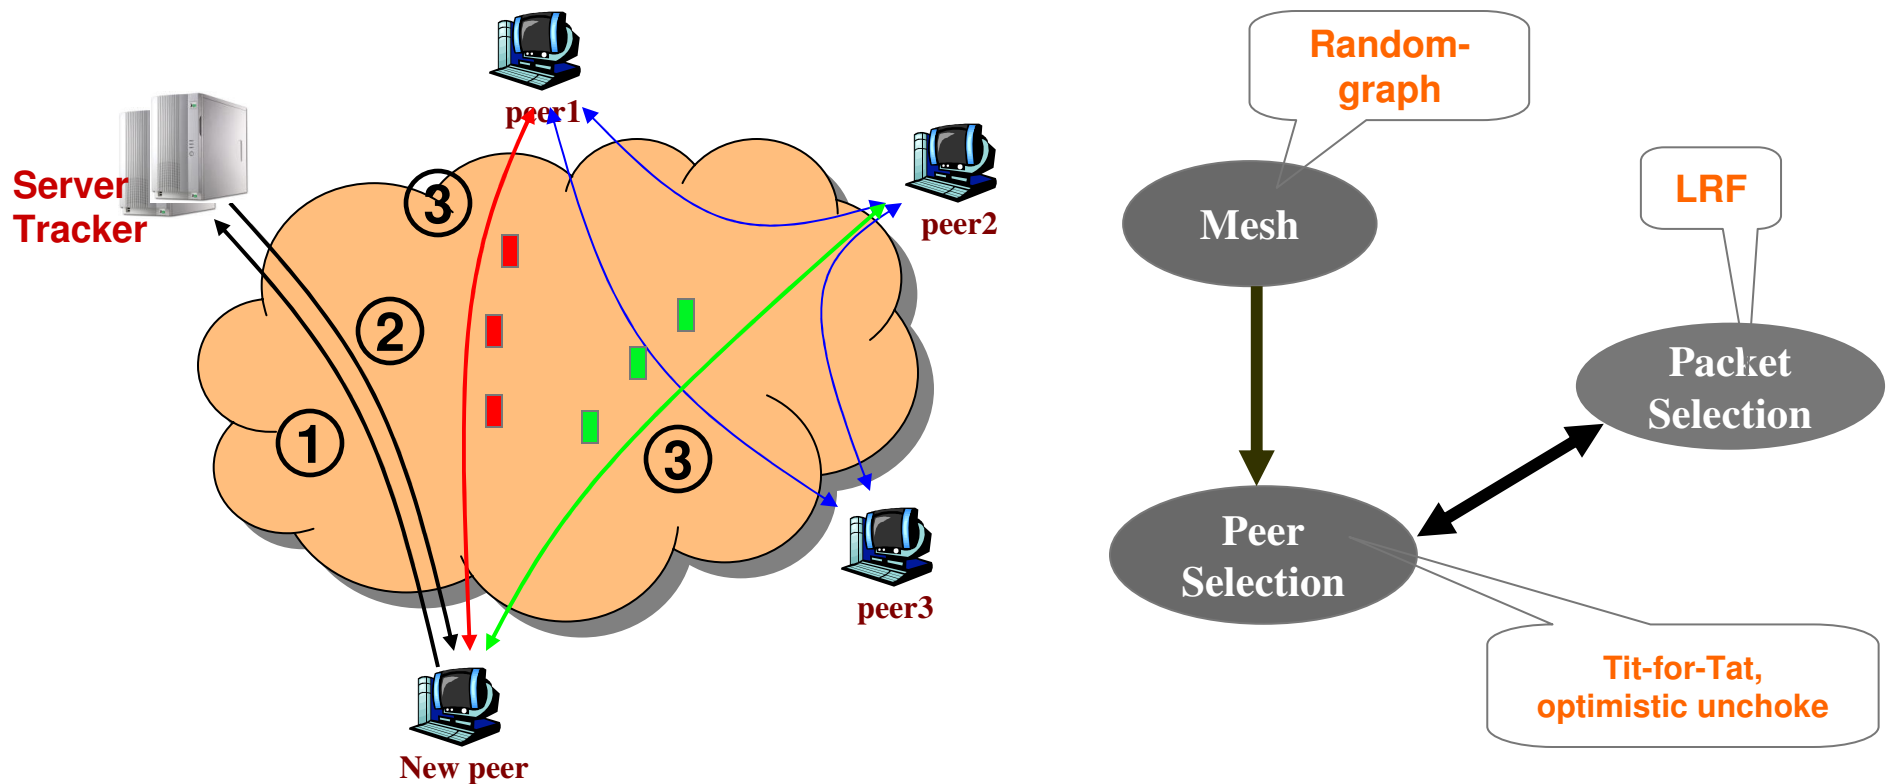 peer1
Server
Tracker
3
peer2
2
1
3
peer3
New peer
Random-
graph
Mesh
LRF
Packet
Selection
Peer
Selection
Tit-for-Tat,
optimistic unchoke